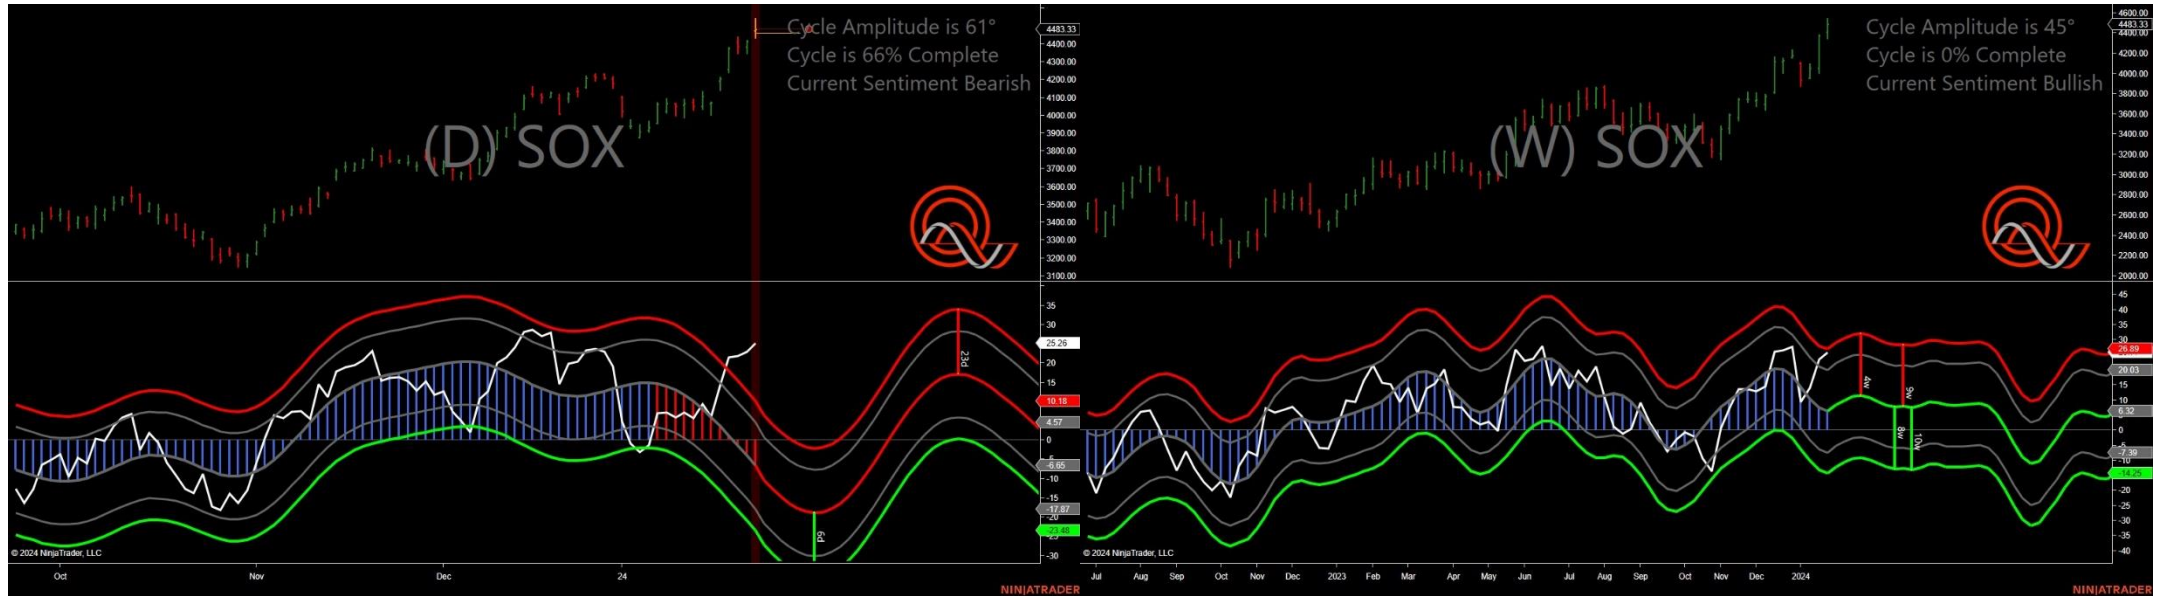 Cycle Amplitude is 61°
Cycle is 66% Complete
Current Sentiment Bearish
(D) SOX
4483.33
4400.00
4300.00
4200.00
4100.00
4000.00
3900.00
3800.00
3700.00
3600.00
3500.00
3400.00
3300.00
3200.00
3100.00
35
30
25.26
20
15
10.18
4.57
0
-5
-6.65
-10
-15
-17.87
-20
-23.48
-30
23d
6d
© 2024 NinjaTrader, LLC
Oct
Nov
Dec
24
NINJATRADER
Cycle Amplitude is 45°
Cycle is 0% Complete
Current Sentiment Bullish
(W) SOX
4600.00
4483.33
4400.00
4200.00
4000.00
3800.00
3600.00
3400.00
3200.00
3000.00
2800.00
2600.00
2400.00
2200.00
2000.00
45
40
35
30
26.89
20.03
15
10
6.32
0
-5
-7.39
-10
-14.25
-20
-25
-30
-35
-40
4w
9w
8w
10w
© 2024 NinjaTrader, LLC
Jul
Aug
Sep
Oct
Nov
Dec
2023
Feb
Mar
Apr
May
Jun
Jul
Aug
Sep
Oct
Nov
Dec
2024
NINJATRADER